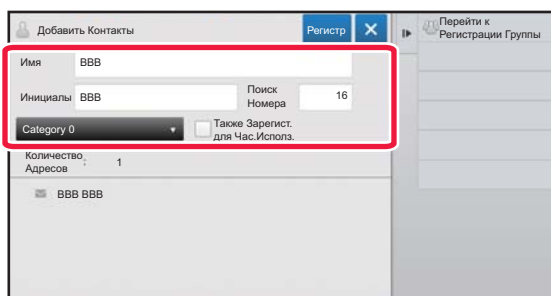 Добавить Контакты
Регистр
Перейти к
Регистрации Группы
Имя
BBB
Инициалы
BBB
Поиск
Номера
16
Category 0
Также Зарегист.
для Час.Исполз.
Количество
Адресов
:
1
BBB BBB